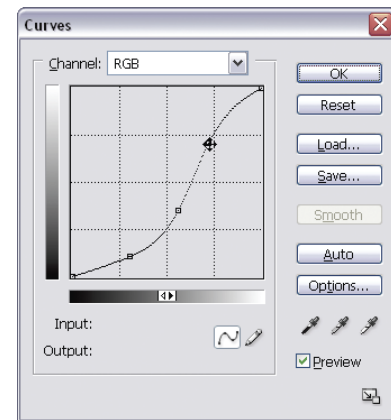 Curves
Channel: RGB
OK
Reset
Load...
Save...
Smooth
Auto
Options...
Input:
Output:
Preview